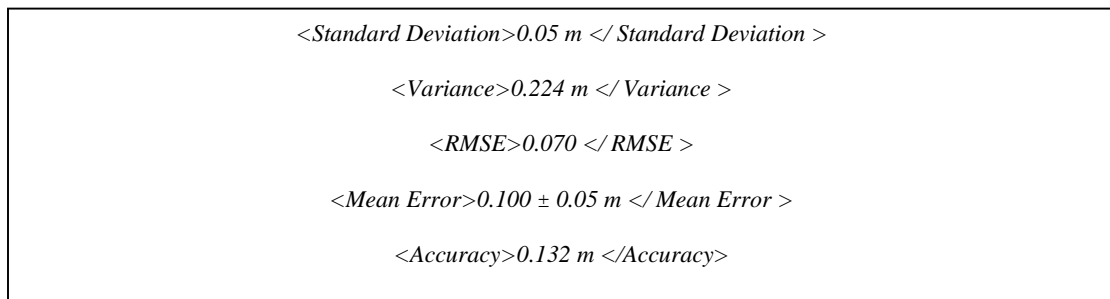 <Standard Deviation>0.05 m </ Standard Deviation >
<Variance>0.224 m </ Variance >
<RMSE>0.070 </ RMSE >
<Mean Error>0.100 ± 0.05 m </ Mean Error >
<Accuracy>0.132 m </Accuracy>